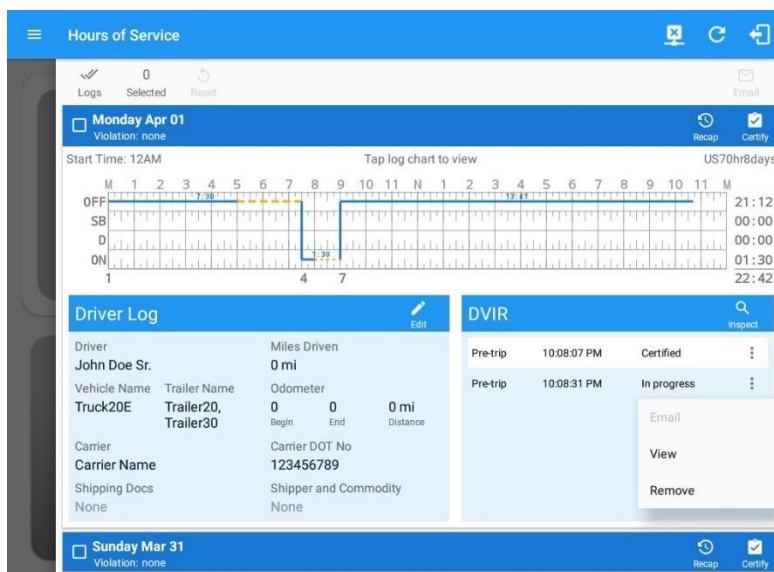 Hours of Service
Logs
0
Selected
Reset
Email
Monday Apr 01
Violation: none
Recap
Certify
Start Time: 12AM
Tap log chart to view
US70hr8days
M 1 2 3 4 5 6 7 8 9 10 11 N 1 2 3 4 5 6 7 8 9 10 11 M
OFF 7:30 13:41 21:12
SB 00:00
D 00:00
ON 1:30 01:30
1 4 7 22:42
Driver Log
Edit
Driver
John Doe Sr.
Miles Driven
0 mi
Vehicle Name
Truck20E
Trailer Name
Trailer20,
Trailer30
Odometer
0 0 0 mi
Begin End Distance
Carrier
Carrier Name
Carrier DOT No
123456789
Shipping Docs
None
Shipper and Commodity
None
DVIR
Inspect
Pre-trip 10:08:07 PM Certified
Pre-trip 10:08:31 PM In progress
Email
View
Remove
Sunday Mar 31
Violation: none
Recap
Certify